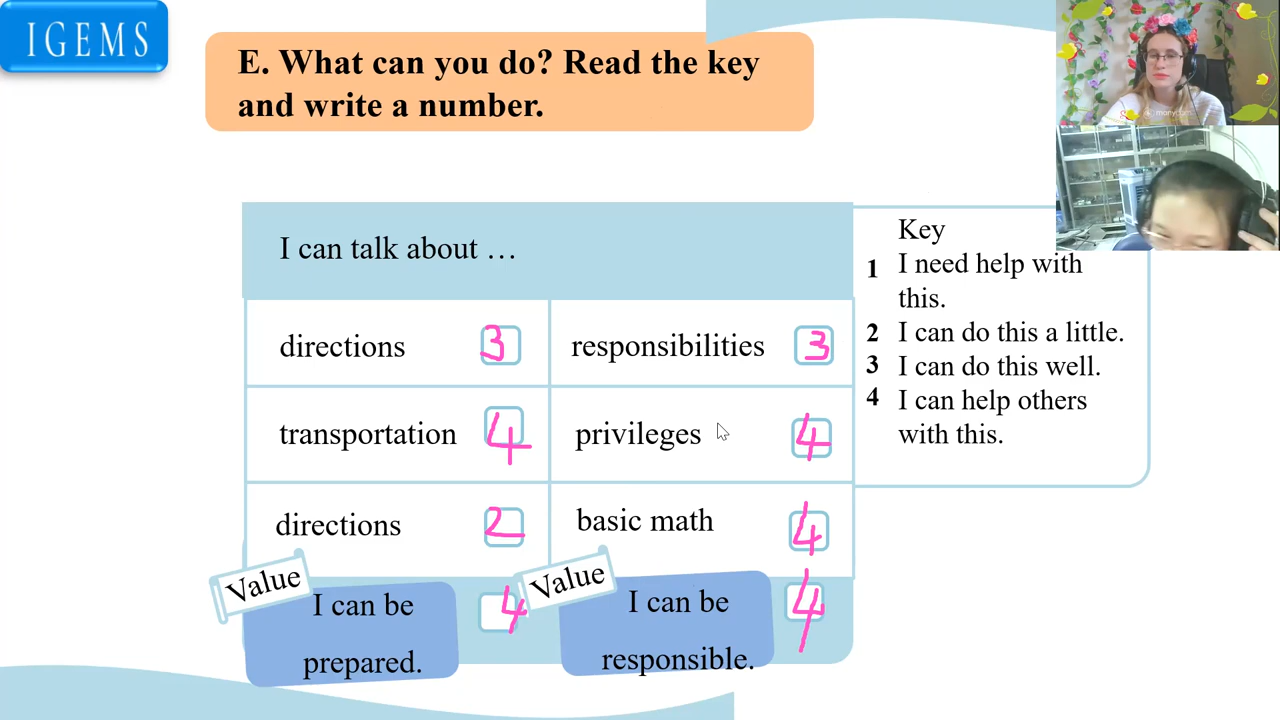 IGEMS
E. What can you do? Read the key
and write a number.
I can talk about …
directions 3 responsibilities 3
transportation 4 privileges 4
directions 2 basic math 4
Value
I can be
prepared.
4
Value
I can be
responsible.
4
Key
1 I need help with
this.
2 I can do this a little.
3 I can do this well.
4 I can help others
with this.